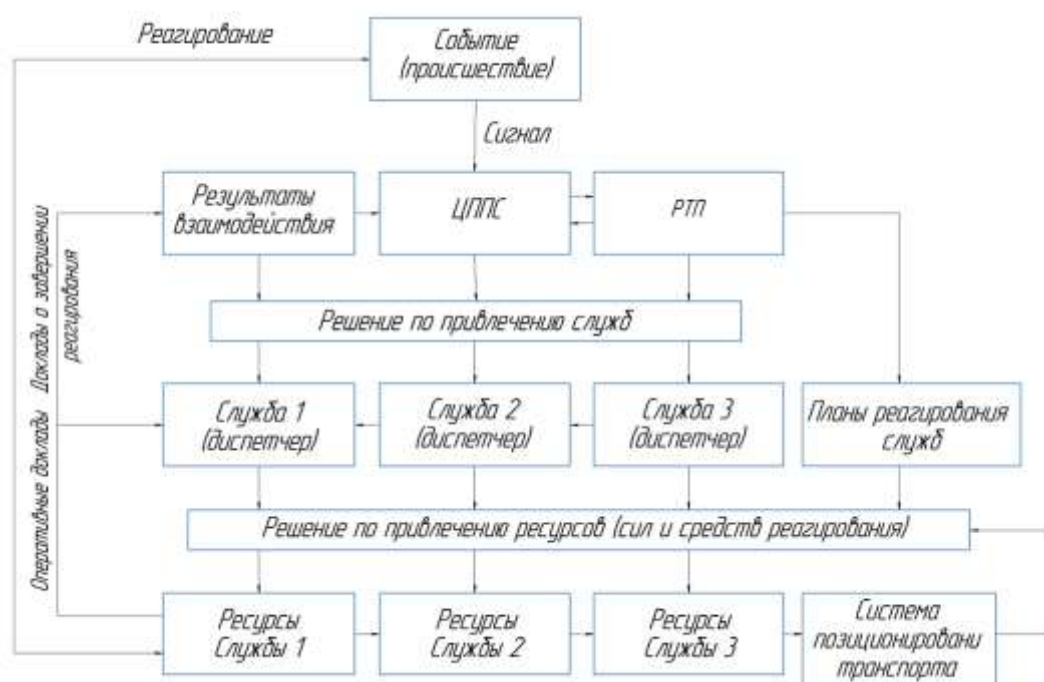 Реагирование
Событие
(происшествие)
Сигнал
Результаты
взаимодействия
ЦППС
РТП
Решение по привлечению служб
Служба 1
(диспетчер)
Служба 2
(диспетчер)
Служба 3
(диспетчер)
Планы реагирования
служб
Решение по привлечению ресурсов (сил и средств реагирования)
Ресурсы
Службы 1
Ресурсы
Службы 2
Ресурсы
Службы 3
Система
позиционировани
транспорта
Оперативные доклады Доклады о завершении
реагирования